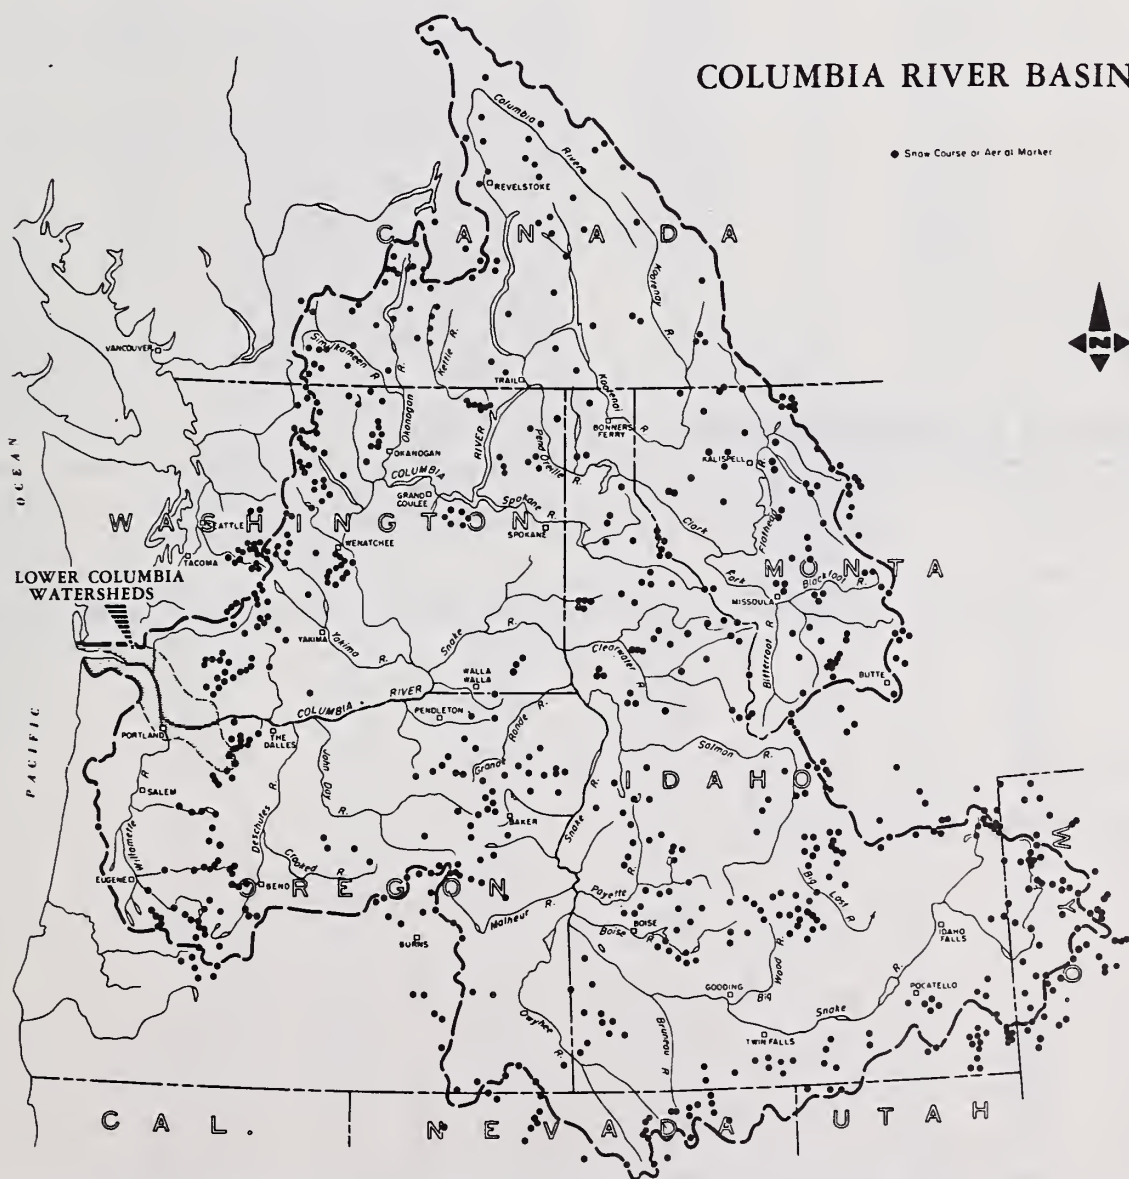 COLUMBIA RIVER BASIN
● Snow Course or Aerial Marker
Columbia
River
REVELSTOKE
CANADA
Kootenay
R.
N
VANCOUVER
Similkameen R
Okanogan R.
Kettle R.
TRAIL
Kootenai
R.
BONNERS
FERRY
OCEAN
OKANOGAN
COLUMBIA
RIVER
GRAND
COULEE
Pend Oreille R.
KALISPELL
Flathead
R.
Clark
Fork
Spokane
R.
SPOKANE
WASHINGTON
SEATTLE
WENATCHEE
TACOMA
MONTA
LOWER COLUMBIA
WATERSHEDS
MISSOULA
Blackfoot R.
Bitterroot R
BUTTE
YAKIMA
Yakima
R.
Snake
R.
Clearwater
R
WALLA
WALLA
COLUMBIA
RIVER
PENDLETON
Grande Ronde R.
PACIFIC
PORTLAND
THE
DALLES
John Day
R.
Salmon
R.
IDAHO
SALEM
Willamette
R
Deschutes R
Snake
R.
BAKER
Crooked
R
EUGENE
BEND
OREGON
Payette
R.
Big
Lost R
WYO
Malheur R.
Boise
R
BOISE
BURNS
IDAHO
FALLS
Big Wood R.
GOODING
POCATELLO
Snake
R.
Owyhee
R.
Bruneau R
TWIN FALLS
CAL.
NEVADA
UTAH